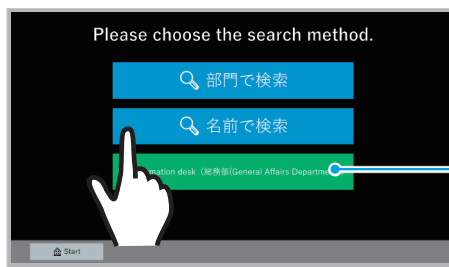 Please choose the search method.
部門で検索
名前で検索
mation desk（総務部(General Affairs Departme
Start